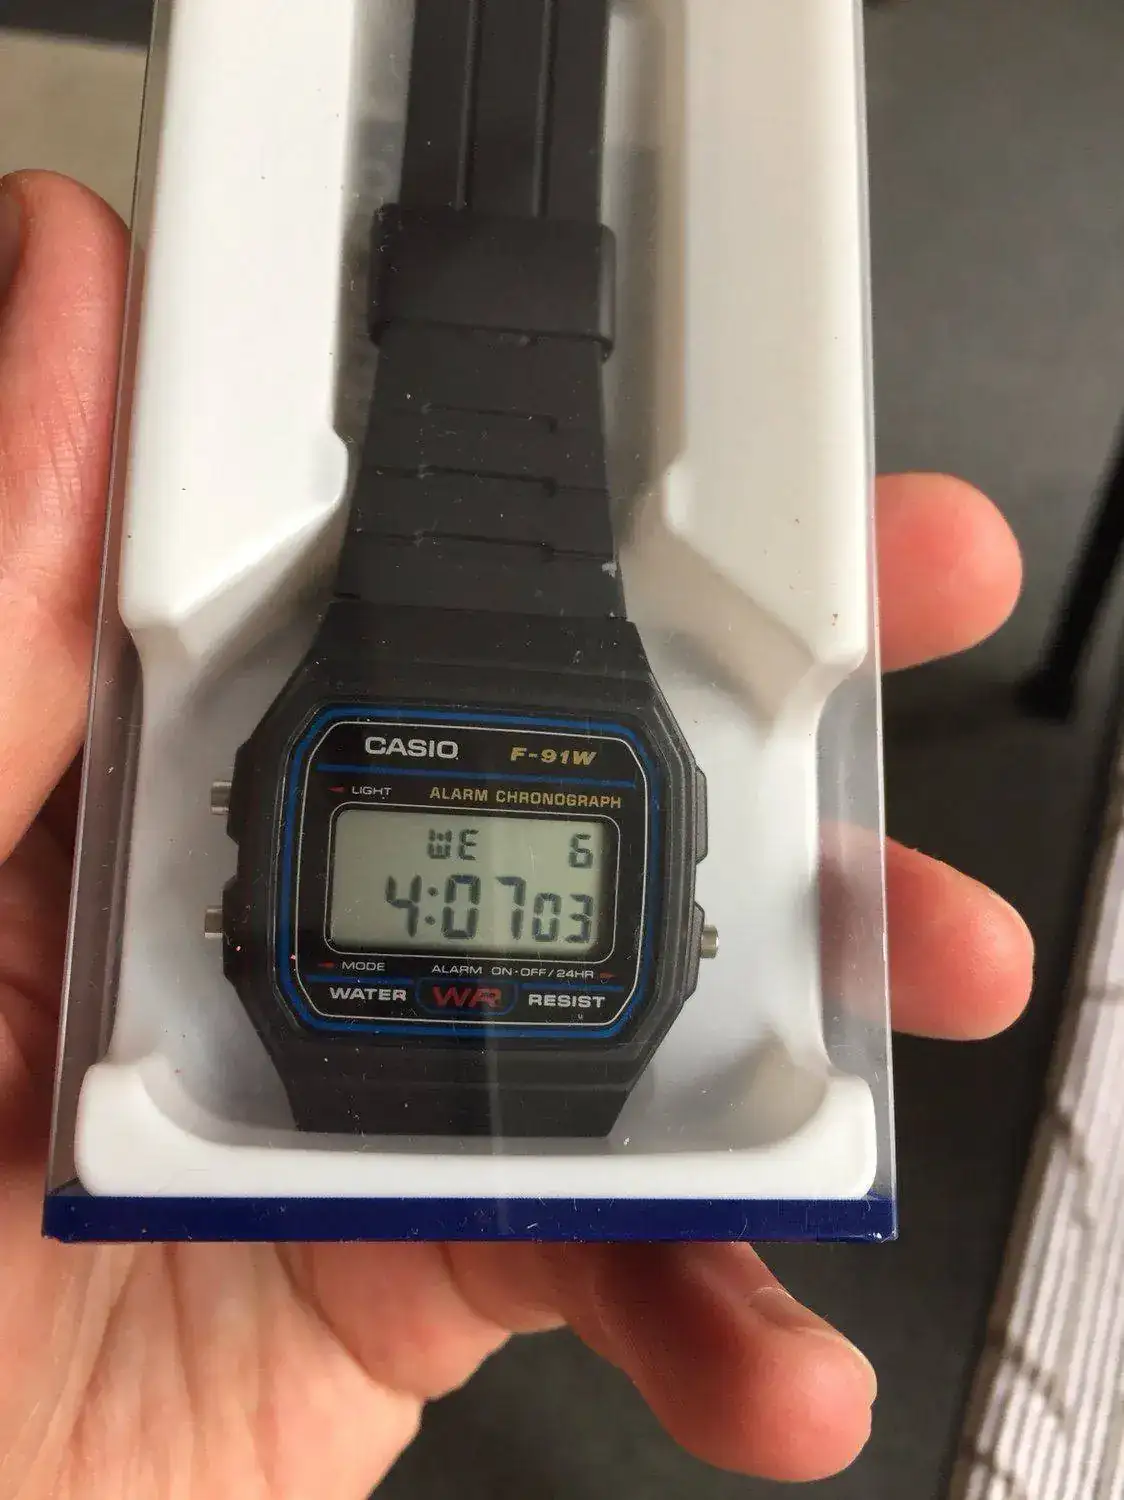 CASIO F-91W
LIGHT ALARM CHRONOGRAPH
WE 6
4:07 03
MODE ALARM ON·OFF/24HR
WATER WR RESIST